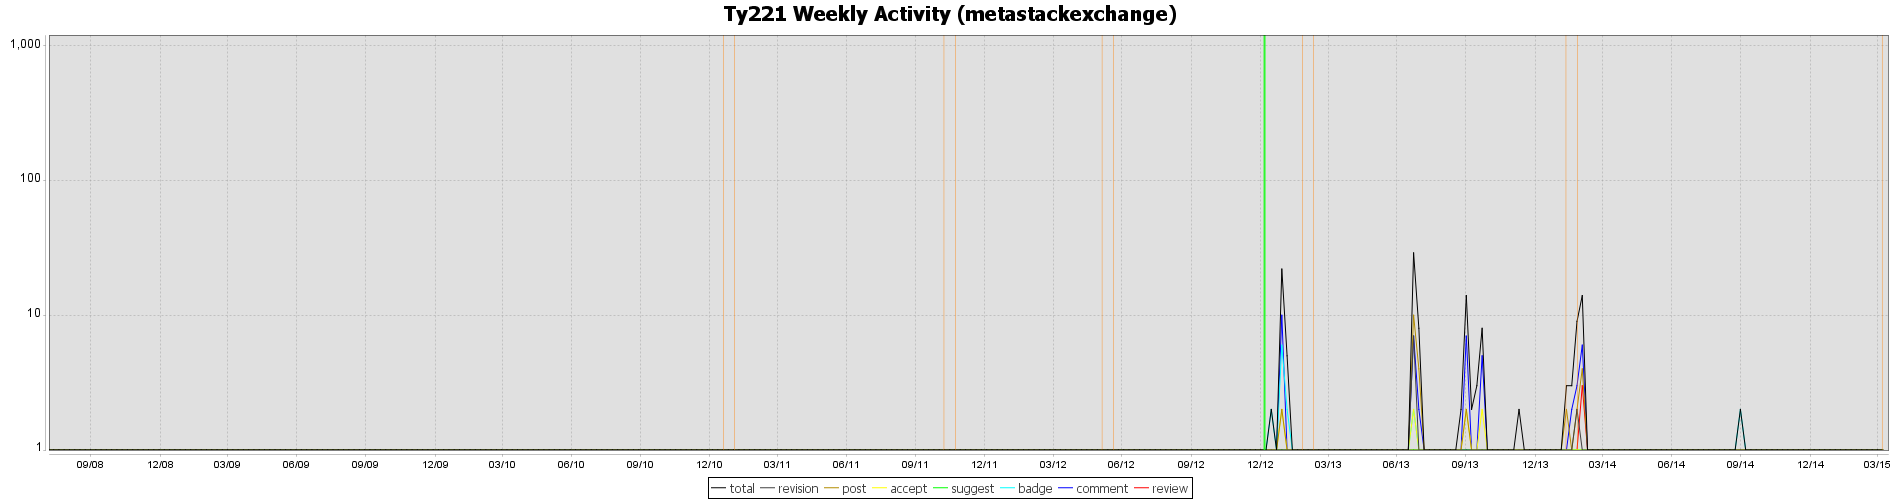 Ty221 Weekly Activity (metastackexchange)
1,000
100
10
1
09/08 12/08 03/09 06/09 09/09 12/09 03/10 06/10 09/10 12/10 03/11 06/11 09/11 12/11 03/12 06/12 09/12 12/12 03/13 06/13 09/13 12/13 03/14 06/14 09/14 12/14 03/15
total revision post accept suggest badge comment review